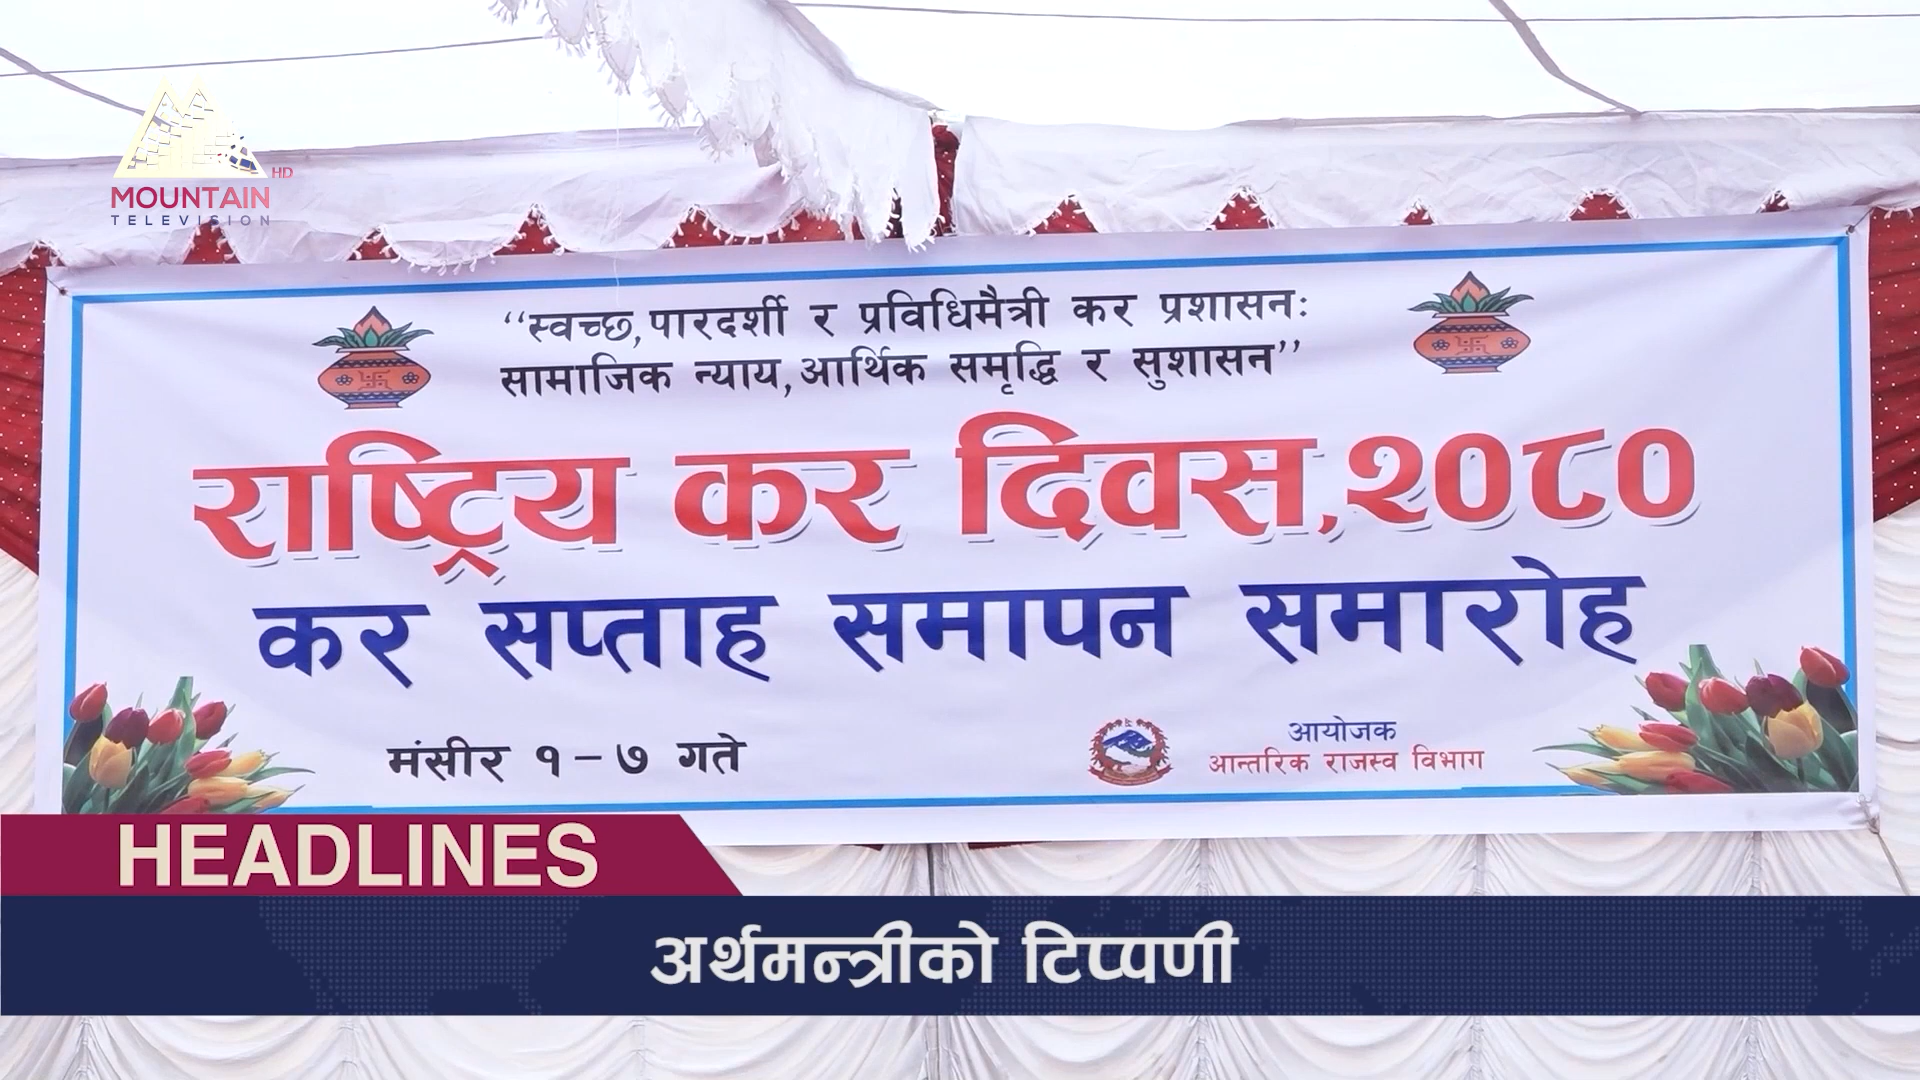 HD
MOUNTAIN
TELEVISION
“स्वच्छ, पारदर्शी र प्रविधिमैत्री कर प्रशासनः
सामाजिक न्याय, आर्थिक समृद्धि र सुशासन”
राष्ट्रिय कर दिवस, २०८०
कर सप्ताह समापन समारोह
मंसीर १ – ७ गते
आयोजक
आन्तरिक राजस्व विभाग
HEADLINES
अर्थमन्त्रीको टिप्पणी